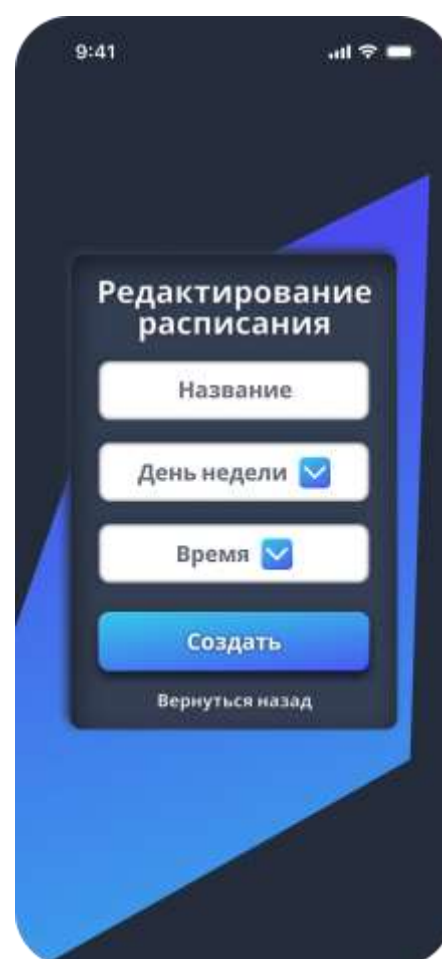 9:41
Редактирование
расписания
Название
День недели
Время
Создать
Вернуться назад